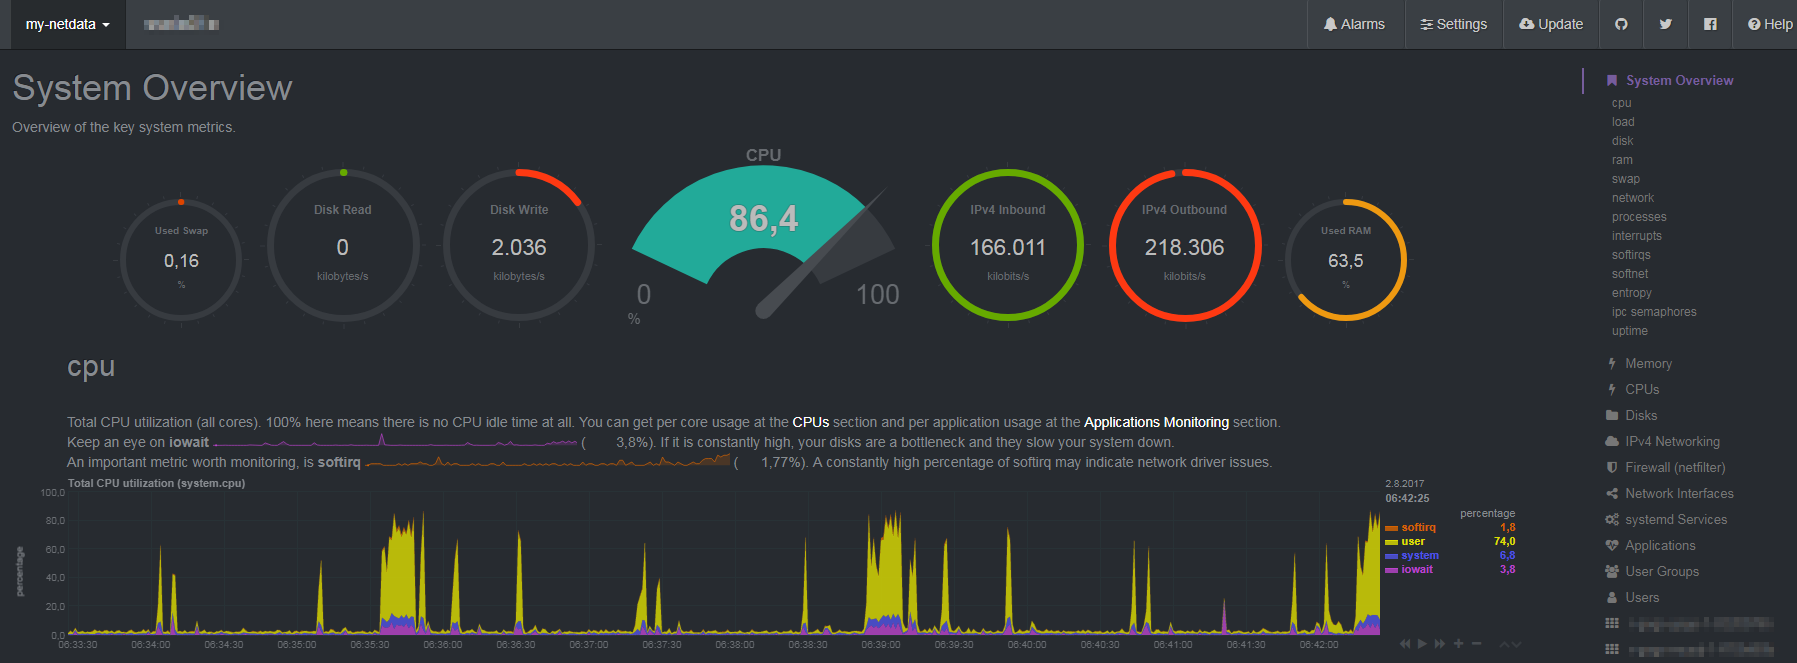 my-netdata
Alarms
Settings
Update
Help
System Overview
Overview of the key system metrics.
Used Swap
0,16
%
Disk Read
0
kilobytes/s
Disk Write
2.036
kilobytes/s
CPU
86,4
0
100
%
IPv4 Inbound
166.011
kilobits/s
IPv4 Outbound
218.306
kilobits/s
Used RAM
63,5
%
cpu
Total CPU utilization (all cores). 100% here means there is no CPU idle time at all. You can get per core usage at the CPUs section and per application usage at the Applications Monitoring section.
Keep an eye on iowait ( 3,8%). If it is constantly high, your disks are a bottleneck and they slow your system down.
An important metric worth monitoring, is softirq ( 1,77%). A constantly high percentage of softirq may indicate network driver issues.
Total CPU utilization (system.cpu)
percentage
100,0
80,0
60,0
40,0
20,0
0,0
06:33:30
06:34:00
06:34:30
06:35:00
06:35:30
06:36:00
06:36:30
06:37:00
06:37:30
06:38:00
06:38:30
06:39:00
06:39:30
06:40:00
06:40:30
06:41:00
06:41:30
06:42:00
2.8.2017
06:42:25
percentage
softirq 1,8
user 74,0
system 6,8
iowait 3,8
System Overview
cpu
load
disk
ram
swap
network
processes
interrupts
softirqs
softnet
entropy
ipc semaphores
uptime
Memory
CPUs
Disks
IPv4 Networking
Firewall (netfilter)
Network Interfaces
systemd Services
Applications
User Groups
Users